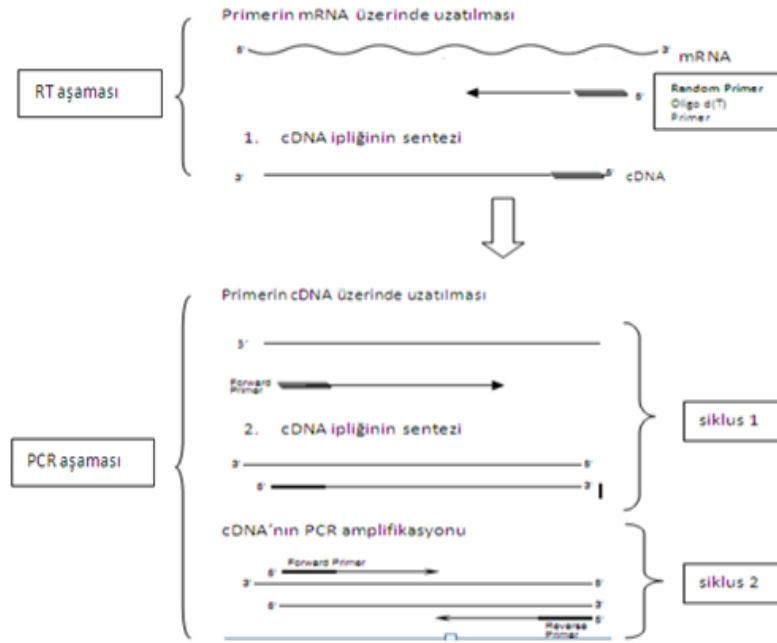 Primerin mRNA üzerinde uzatılması
5′ 3′
mRNA
RT aşaması
Random Primer
Oligo d(T)
Primer
5′
1. cDNA ipliğinin sentezi
3′ 5′ cDNA
Primerin cDNA üzerinde uzatılması
3′
Forward
Primer
siklus 1
2. cDNA ipliğinin sentezi
PCR aşaması
3′ 5′
5′ 3′
cDNA′nın PCR amplifikasyonu
Forward Primer
5′
3′ 5′
siklus 2
5′ 3′
5′
Reverse
Primer